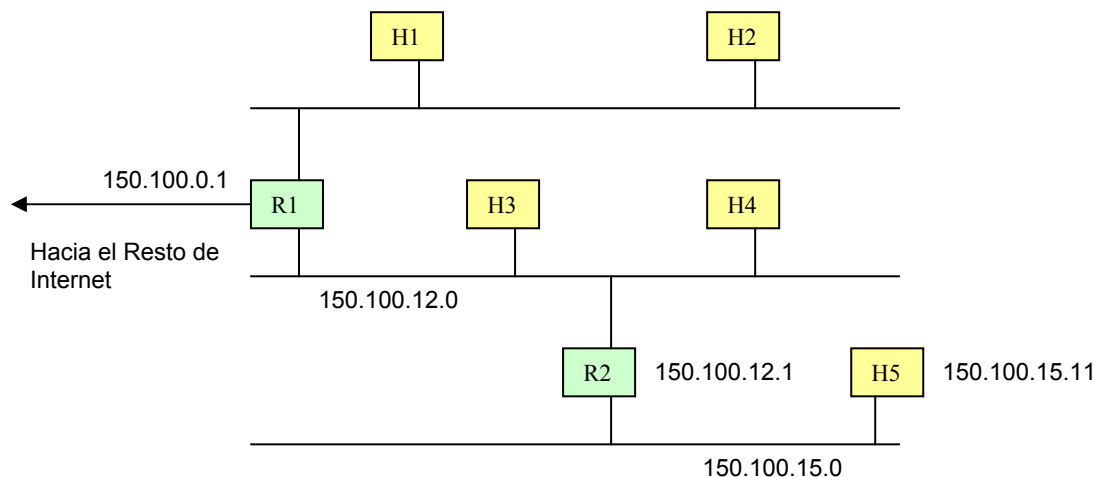 H1
H2
150.100.0.1
R1
H3
H4
Hacia el Resto de
Internet
150.100.12.0
R2
150.100.12.1
H5
150.100.15.11
150.100.15.0